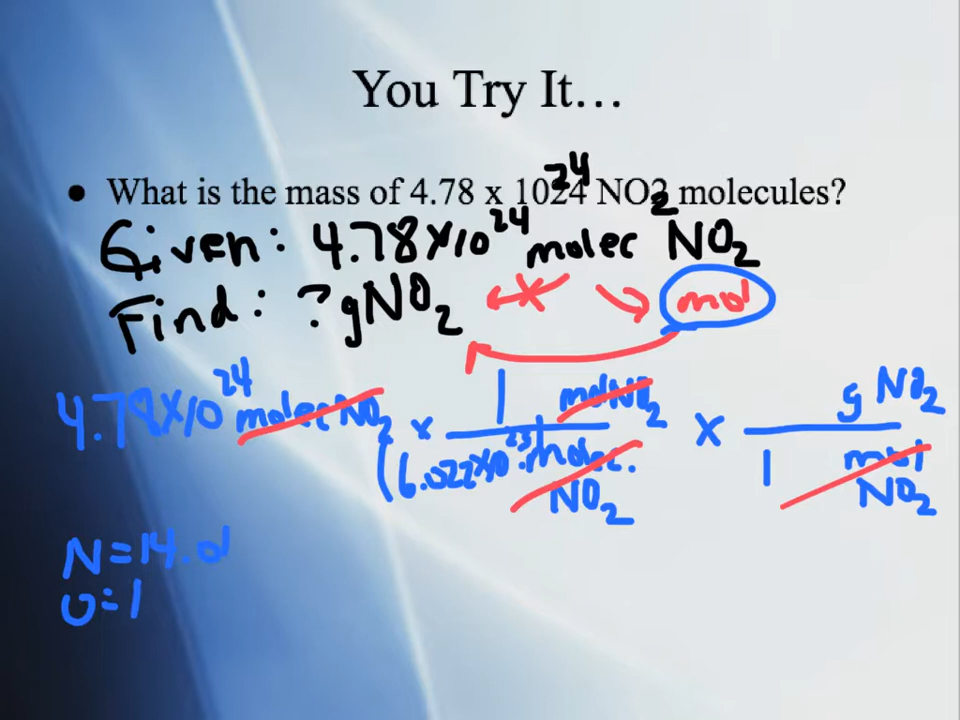 You Try It…
• What is the mass of 4.78 x 1024 NO2 molecules?
24
2
Given: 4.78x10^24 molec NO₂
Find: ? g NO₂
mol
4.78x10^24 molec NO₂ x 1 mol NO₂ / (6.022x10^23) molec. NO₂ x g NO₂ / 1 mol NO₂
N = 14.01
O = 1